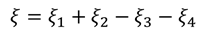 ξ = ξ₁ + ξ₂ − ξ₃ − ξ₄